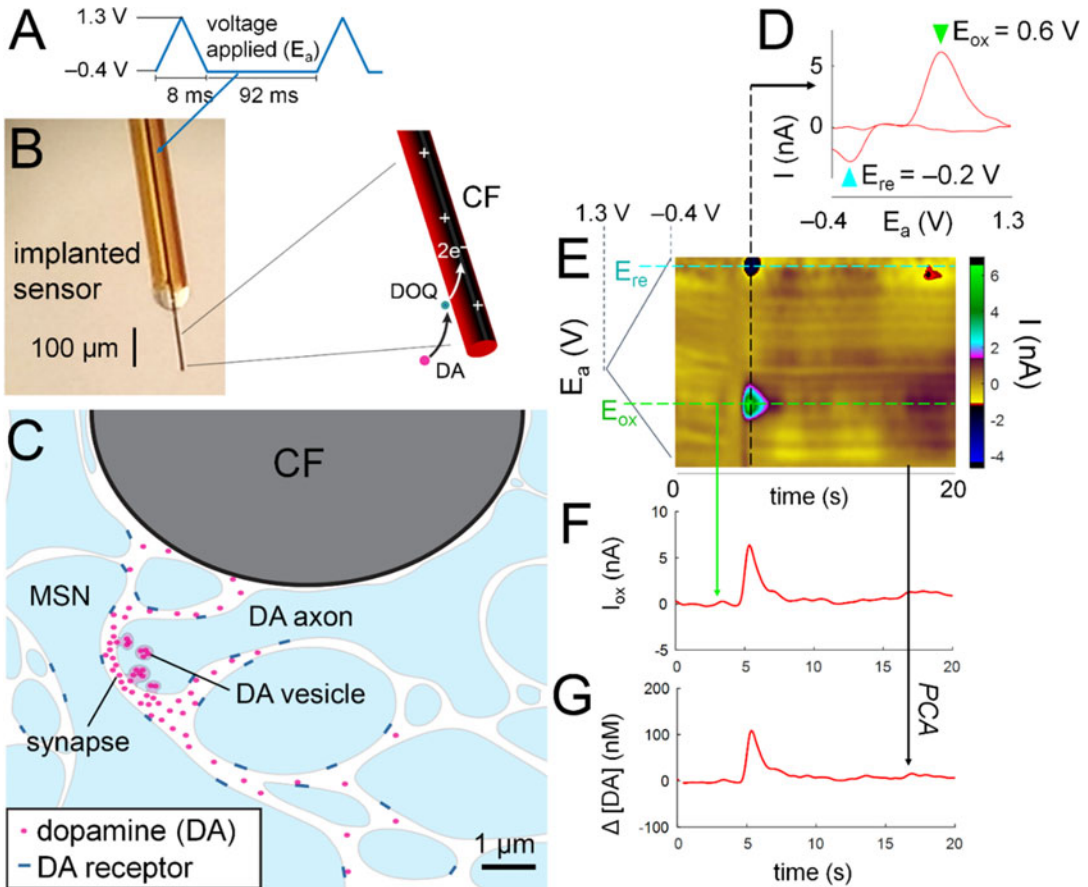 A
1.3 V
–0.4 V
voltage
applied (Eₐ)
8 ms
92 ms
B
implanted
sensor
100 µm
CF
2e⁻
DOQ
DA
+
+
+
+
C
CF
MSN
DA axon
DA vesicle
synapse
dopamine (DA)
DA receptor
1 µm
D
Eox = 0.6 V
Ere = –0.2 V
I (nA)
5
0
–0.4
Eₐ (V)
1.3
1.3 V
–0.4 V
E
Eₐ (V)
Ere
Eox
0
time (s)
20
6
4
2
0
-2
-4
I (nA)
F
Iox (nA)
10
5
0
-5
0
5
10
15
20
PCA
G
Δ [DA] (nM)
200
100
0
-100
0
5
10
15
20
time (s)